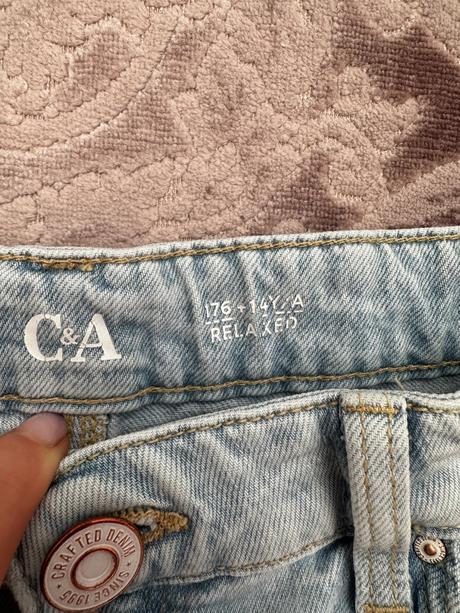 C&A
176 • 14Y/A
RELAXED
CRAFTED DENIM
SINCE 1995